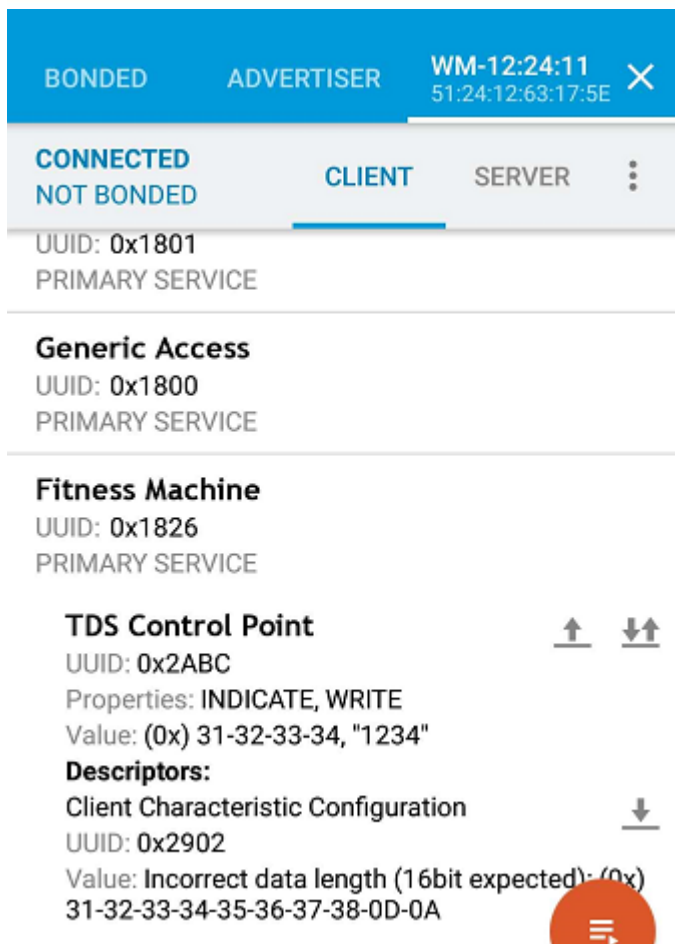 BONDED ADVERTISER WM-12:24:11
51:24:12:63:17:5E
CONNECTED CLIENT SERVER
NOT BONDED
UUID: 0x1801
PRIMARY SERVICE
Generic Access
UUID: 0x1800
PRIMARY SERVICE
Fitness Machine
UUID: 0x1826
PRIMARY SERVICE
TDS Control Point
UUID: 0x2ABC
Properties: INDICATE, WRITE
Value: (0x) 31-32-33-34, "1234"
Descriptors:
Client Characteristic Configuration
UUID: 0x2902
Value: Incorrect data length (16bit expected): (0x)
31-32-33-34-35-36-37-38-0D-0A